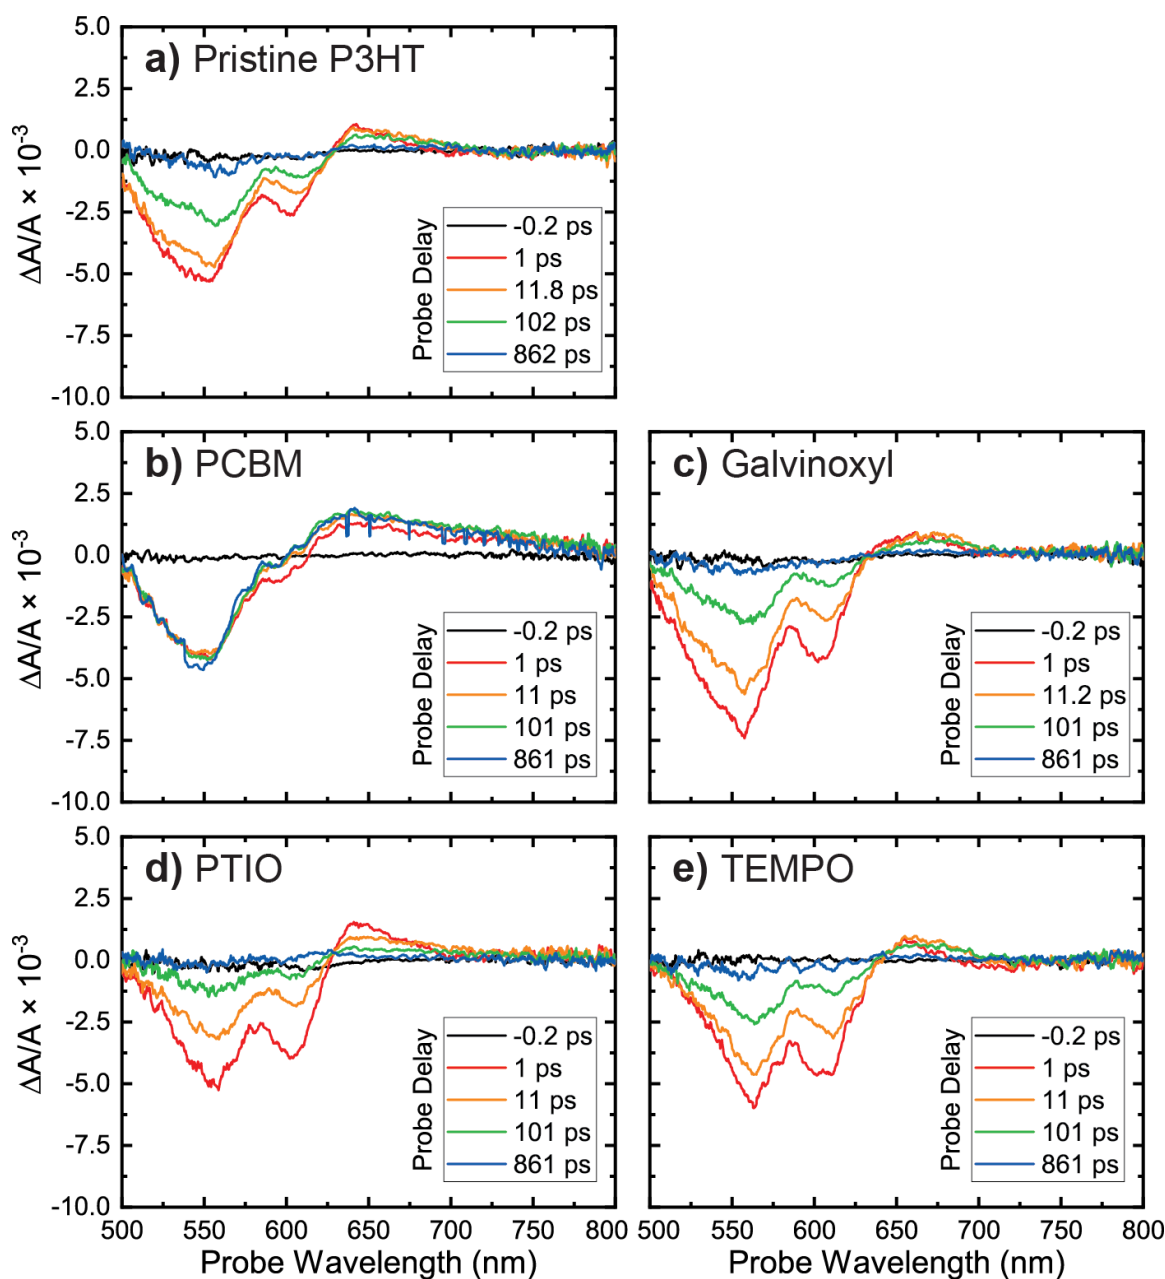 a) Pristine P3HT
5.0
2.5
0.0
-2.5
-5.0
-7.5
-10.0
ΔA/A × 10⁻³
Probe Delay
-0.2 ps
1 ps
11.8 ps
102 ps
862 ps
b) PCBM
5.0
2.5
0.0
-2.5
-5.0
-7.5
-10.0
ΔA/A × 10⁻³
Probe Delay
-0.2 ps
1 ps
11 ps
101 ps
861 ps
c) Galvinoxyl
Probe Delay
-0.2 ps
1 ps
11.2 ps
101 ps
861 ps
d) PTIO
5.0
2.5
0.0
-2.5
-5.0
-7.5
-10.0
ΔA/A × 10⁻³
Probe Delay
-0.2 ps
1 ps
11 ps
101 ps
861 ps
500 550 600 650 700 750 800
Probe Wavelength (nm)
e) TEMPO
Probe Delay
-0.2 ps
1 ps
11 ps
101 ps
861 ps
500 550 600 650 700 750 800
Probe Wavelength (nm)